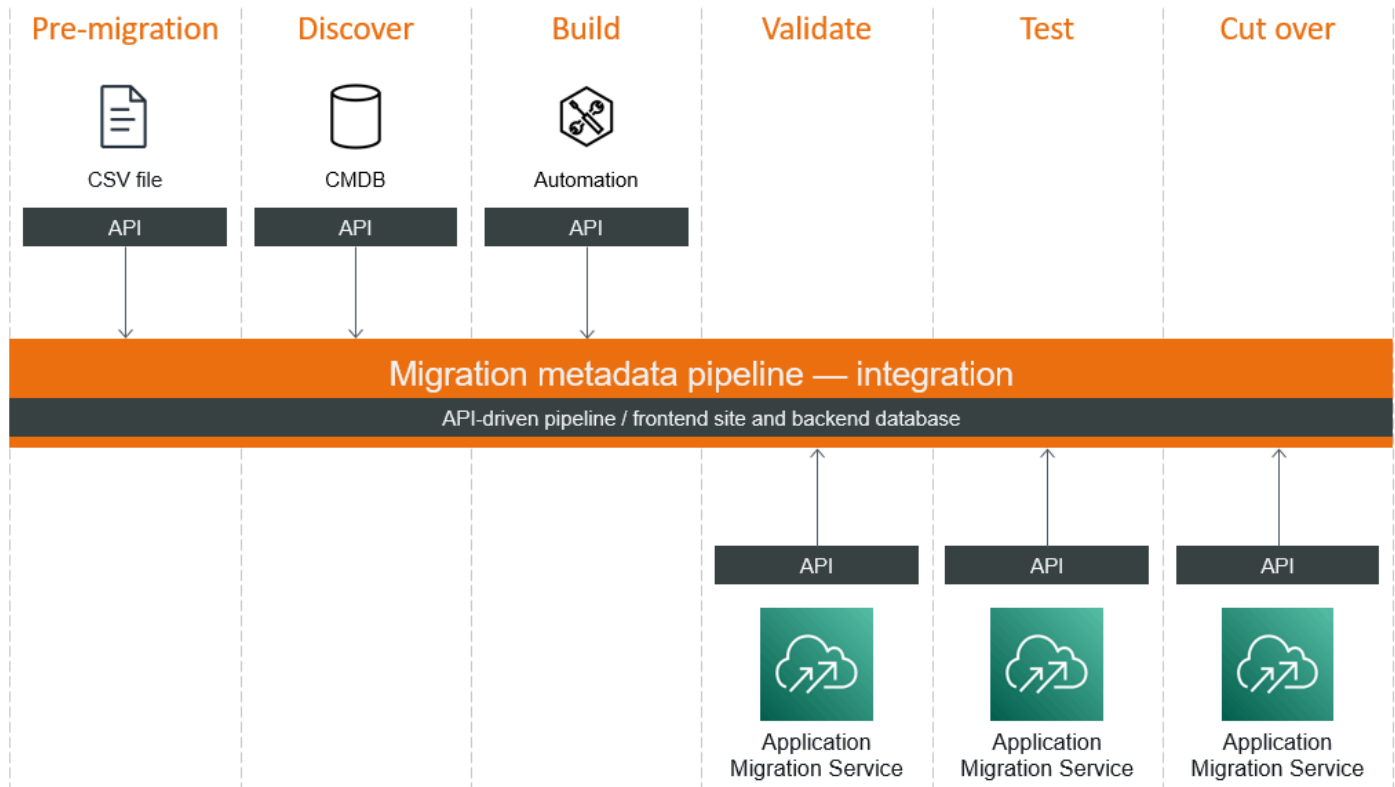 Pre-migration
Discover
Build
Validate
Test
Cut over
CSV file
CMDB
Automation
API
API
API
Migration metadata pipeline — integration
API-driven pipeline / frontend site and backend database
API
API
API
Application
Migration Service
Application
Migration Service
Application
Migration Service